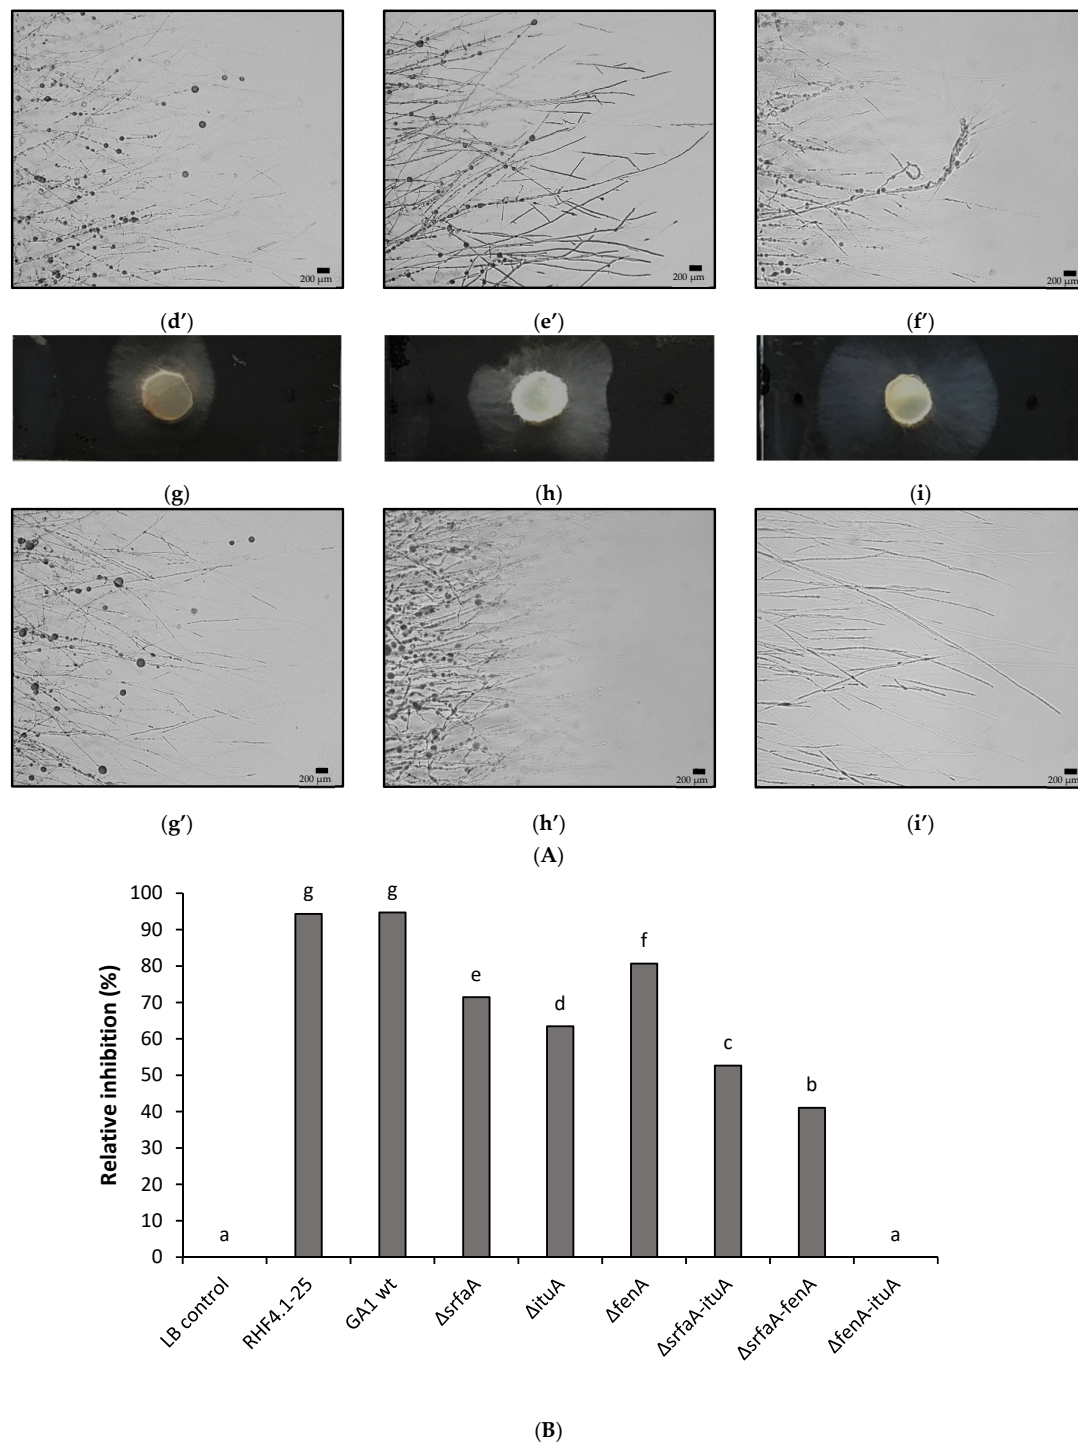 200 µm 200 µm 200 µm
(d′) (e′) (f′)
(g) (h) (i)
200 µm 200 µm 200 µm
(g′) (h′) (i′)
(A)
Relative inhibition (%)
100
90
80
70
60
50
40
30
20
10
0
a g g e d f c b a
LB control
RHF4.1-25
GA1 wt
ΔsrfaA
ΔituA
ΔfenA
ΔsrfaA-ituA
ΔsrfaA-fenA
ΔfenA-ituA
(B)